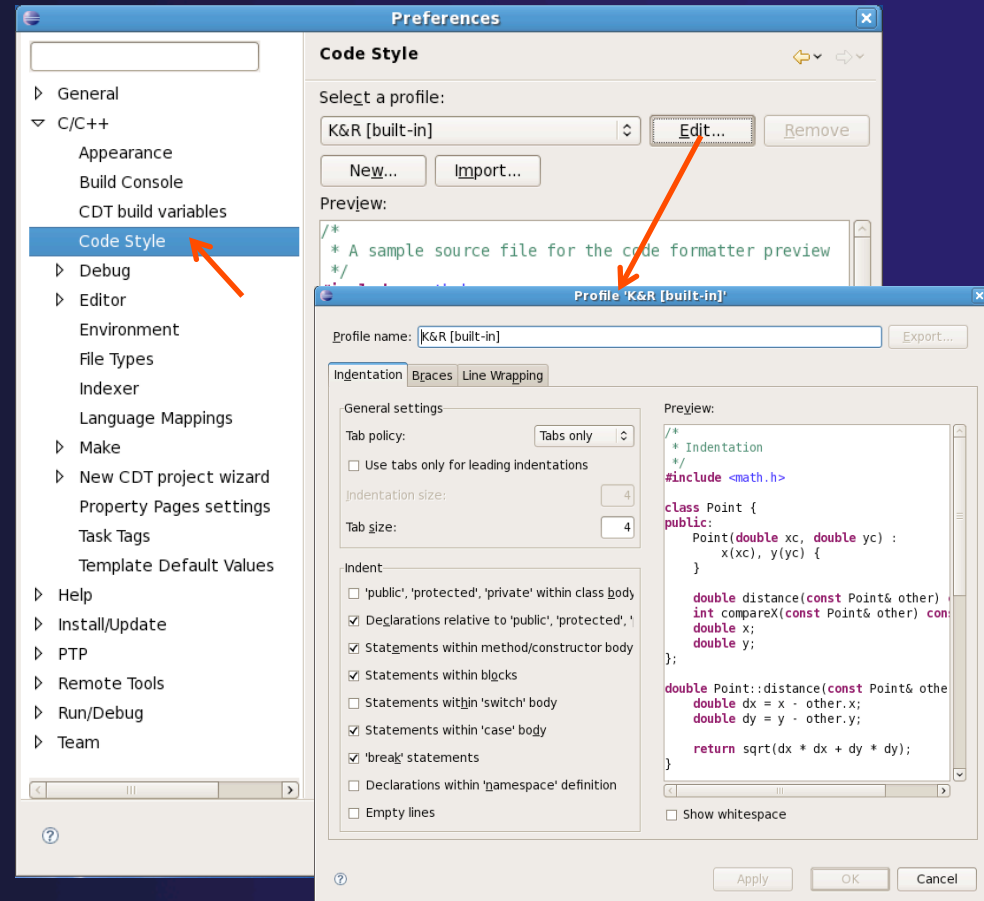 Preferences
General
C/C++
Appearance
Build Console
CDT build variables
Code Style
Debug
Editor
Environment
File Types
Indexer
Language Mappings
Make
New CDT project wizard
Property Pages settings
Task Tags
Template Default Values
Help
Install/Update
PTP
Remote Tools
Run/Debug
Team
Code Style
Select a profile:
K&R [built-in]
Edit...
Remove
New...
Import...
Preview:
/*
* A sample source file for the code formatter preview
*/
Profile 'K&R [built-in]'
Profile name:
K&R [built-in]
Export...
Indentation
Braces
Line Wrapping
General settings
Tab policy:
Tabs only
Use tabs only for leading indentations
Indentation size:
4
Tab size:
4
Indent
'public', 'protected', 'private' within class body
Declarations relative to 'public', 'protected', '
Statements within method/constructor body
Statements within blocks
Statements within 'switch' body
Statements within 'case' body
'break' statements
Declarations within 'namespace' definition
Empty lines
Preview:
/*
* Indentation
*/
#include <math.h>
class Point {
public:
Point(double xc, double yc) :
x(xc), y(yc) {
}
double distance(const Point& other)
int compareX(const Point& other) con
double x;
double y;
};
double Point::distance(const Point& othe
double dx = x - other.x;
double dy = y - other.y;
return sqrt(dx * dx + dy * dy);
}
Show whitespace
Apply
OK
Cancel